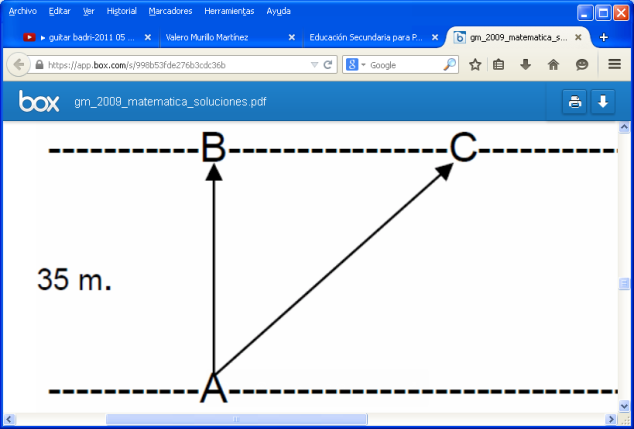 Archivo Editar Ver Historial Marcadores Herramientas Ayuda
guitar badri-2011 05 ... Valero Murillo Martínez Educación Secundaria para P... gm_2009_matematica_s...
https://app.box.com/s/998b53fde276b3cdc36b Google
box gm_2009_matematica_soluciones.pdf
B C
35 m.
A